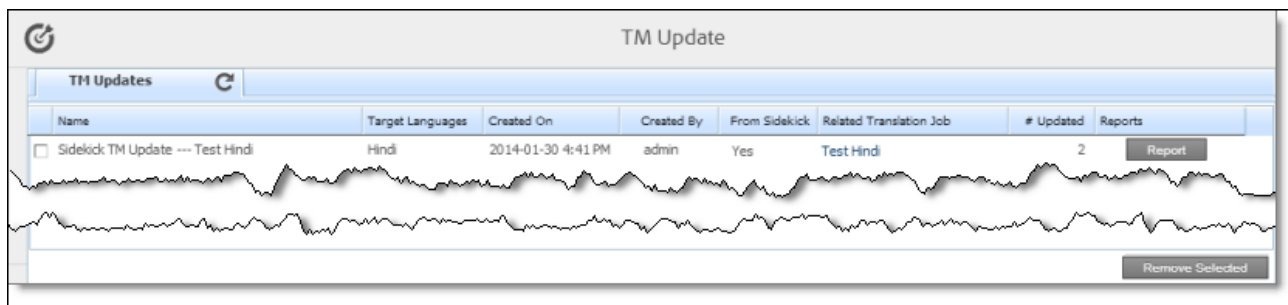 TM Update
TM Updates
Name Target Languages Created On Created By From Sidekick Related Translation Job # Updated Reports
Sidekick TM Update --- Test Hindi Hindi 2014-01-30 4:41 PM admin Yes Test Hindi 2 Report
Remove Selected